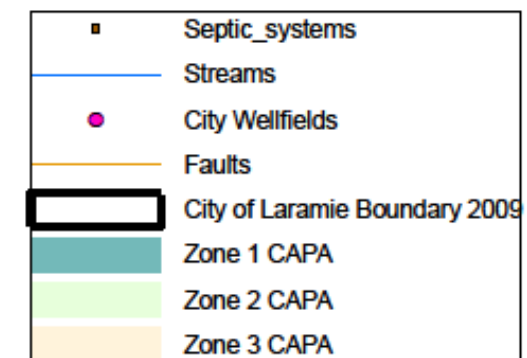 Septic_systems
Streams
City Wellfields
Faults
City of Laramie Boundary 2009
Zone 1 CAPA
Zone 2 CAPA
Zone 3 CAPA